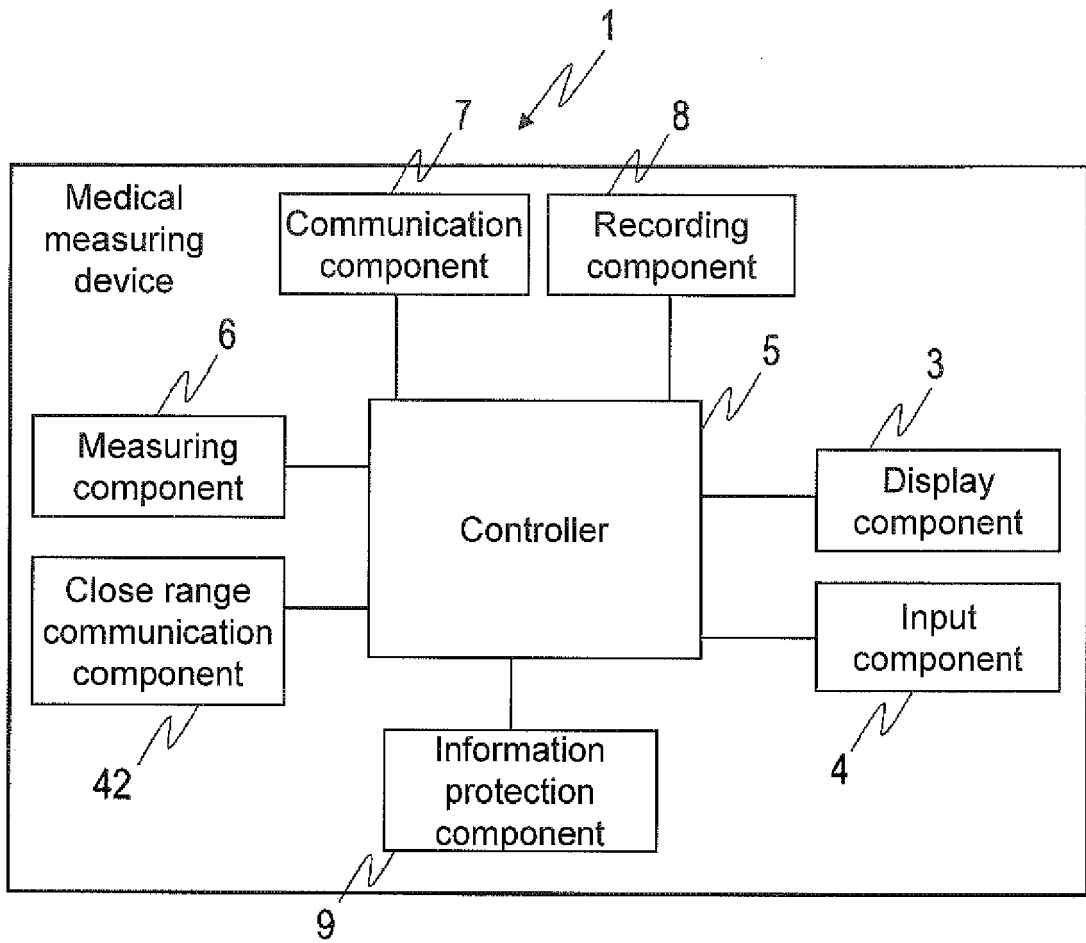 1
7
8
Medical
measuring
device
Communication
component
Recording
component
6
5
3
Measuring
component
Controller
Display
component
Close range
communication
component
Input
component
42
Information
protection
component
4
9